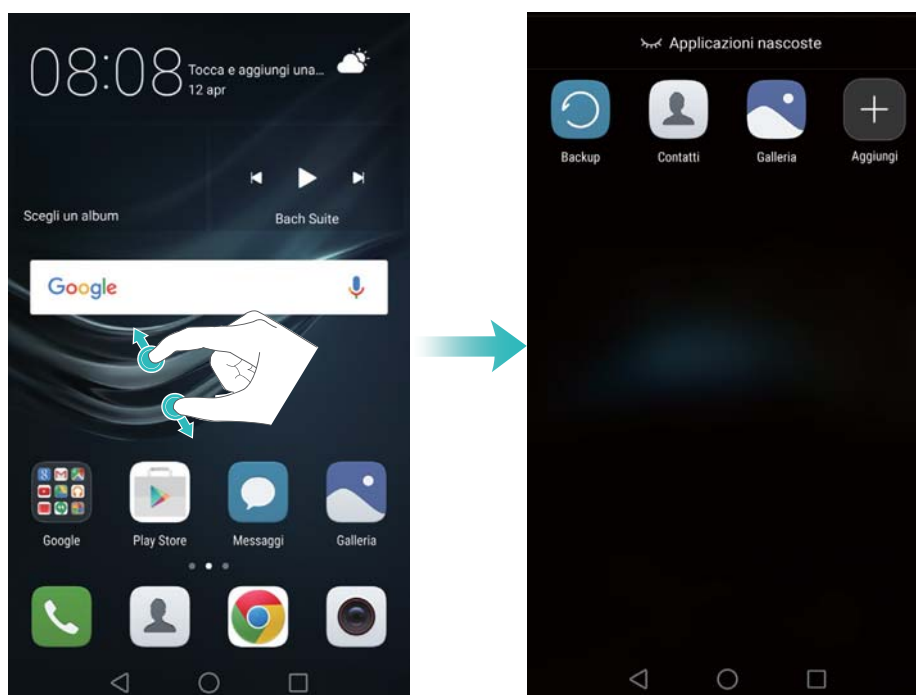 08:08
Tocca e aggiungi una...
12 apr
Scegli un album
Bach Suite
Google
Google
Play Store
Messaggi
Galleria
Applicazioni nascoste
Backup
Contatti
Galleria
Aggiungi